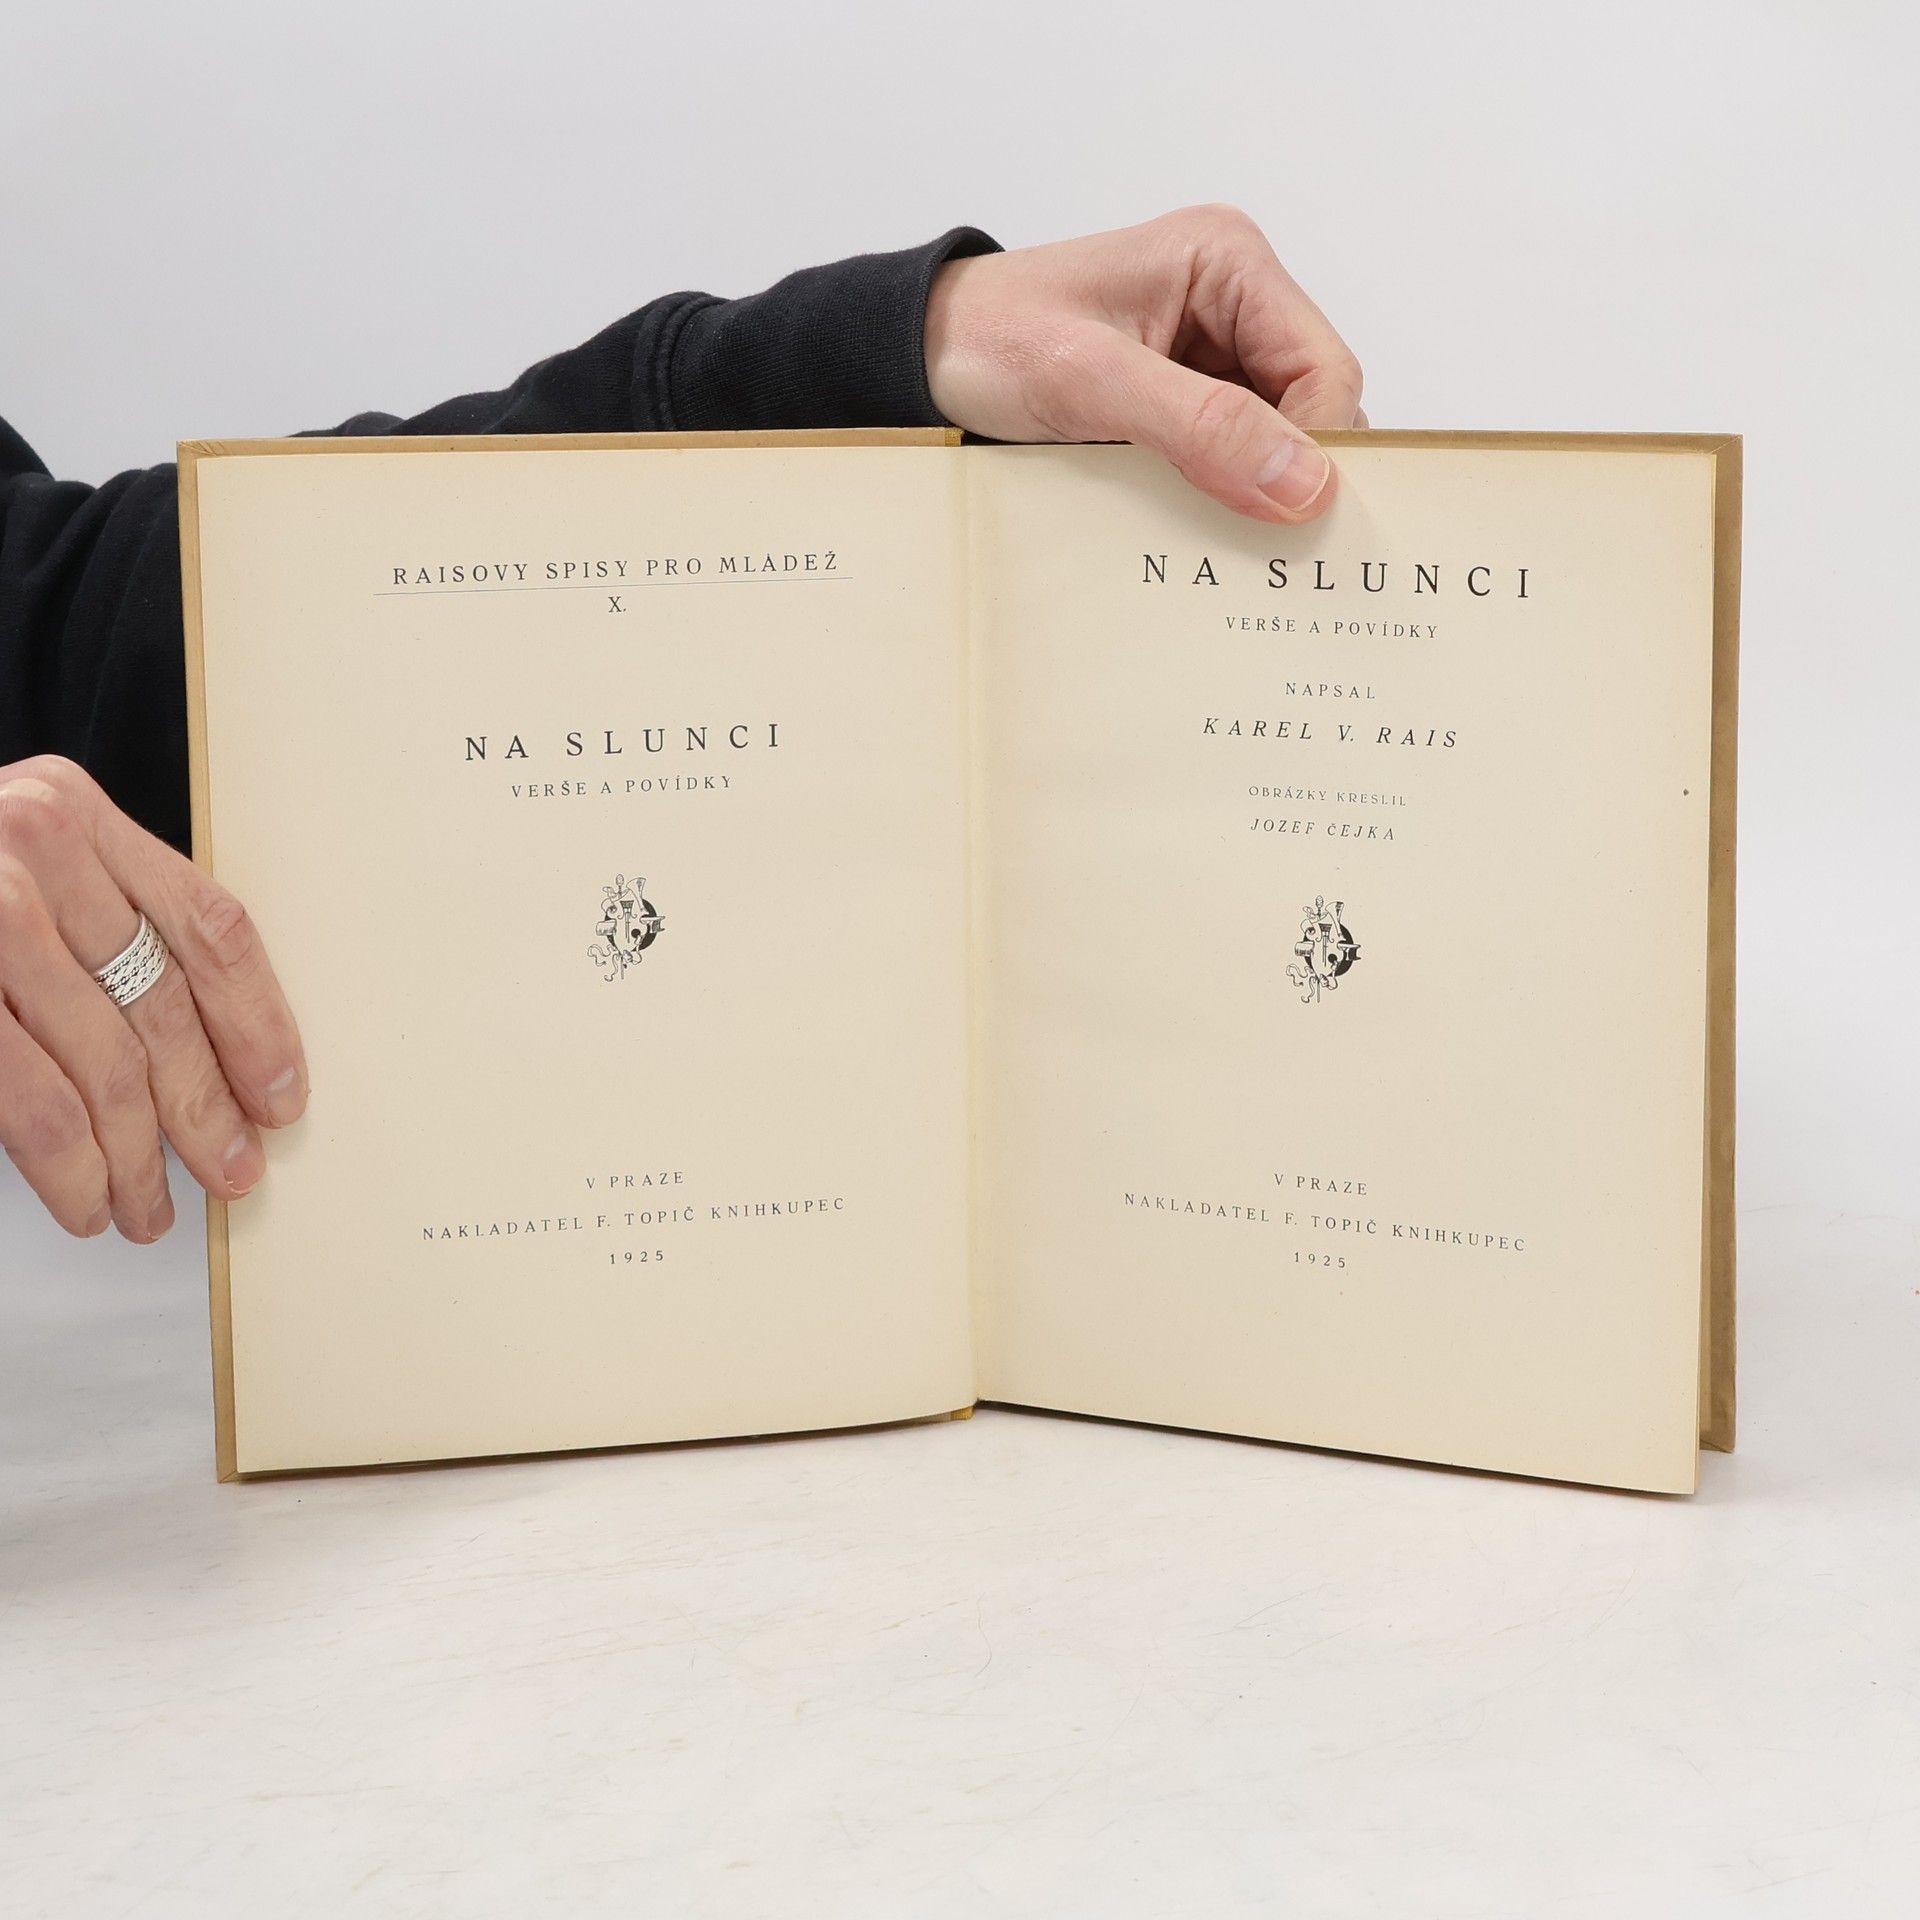 RAISOVY SPISY PRO MLÁDEŽ
X.
NA SLUNCI
VERŠE A POVÍDKY
V PRAZE
NAKLADATEL F. TOPIČ KNIHKUPEC
1925
NA SLUNCI
VERŠE A POVÍDKY
NAPSAL
KAREL V. RAIS
OBRÁZKY KRESLIL
JOZEF ČEJKA
V PRAZE
NAKLADATEL F. TOPIČ KNIHKUPEC
1925